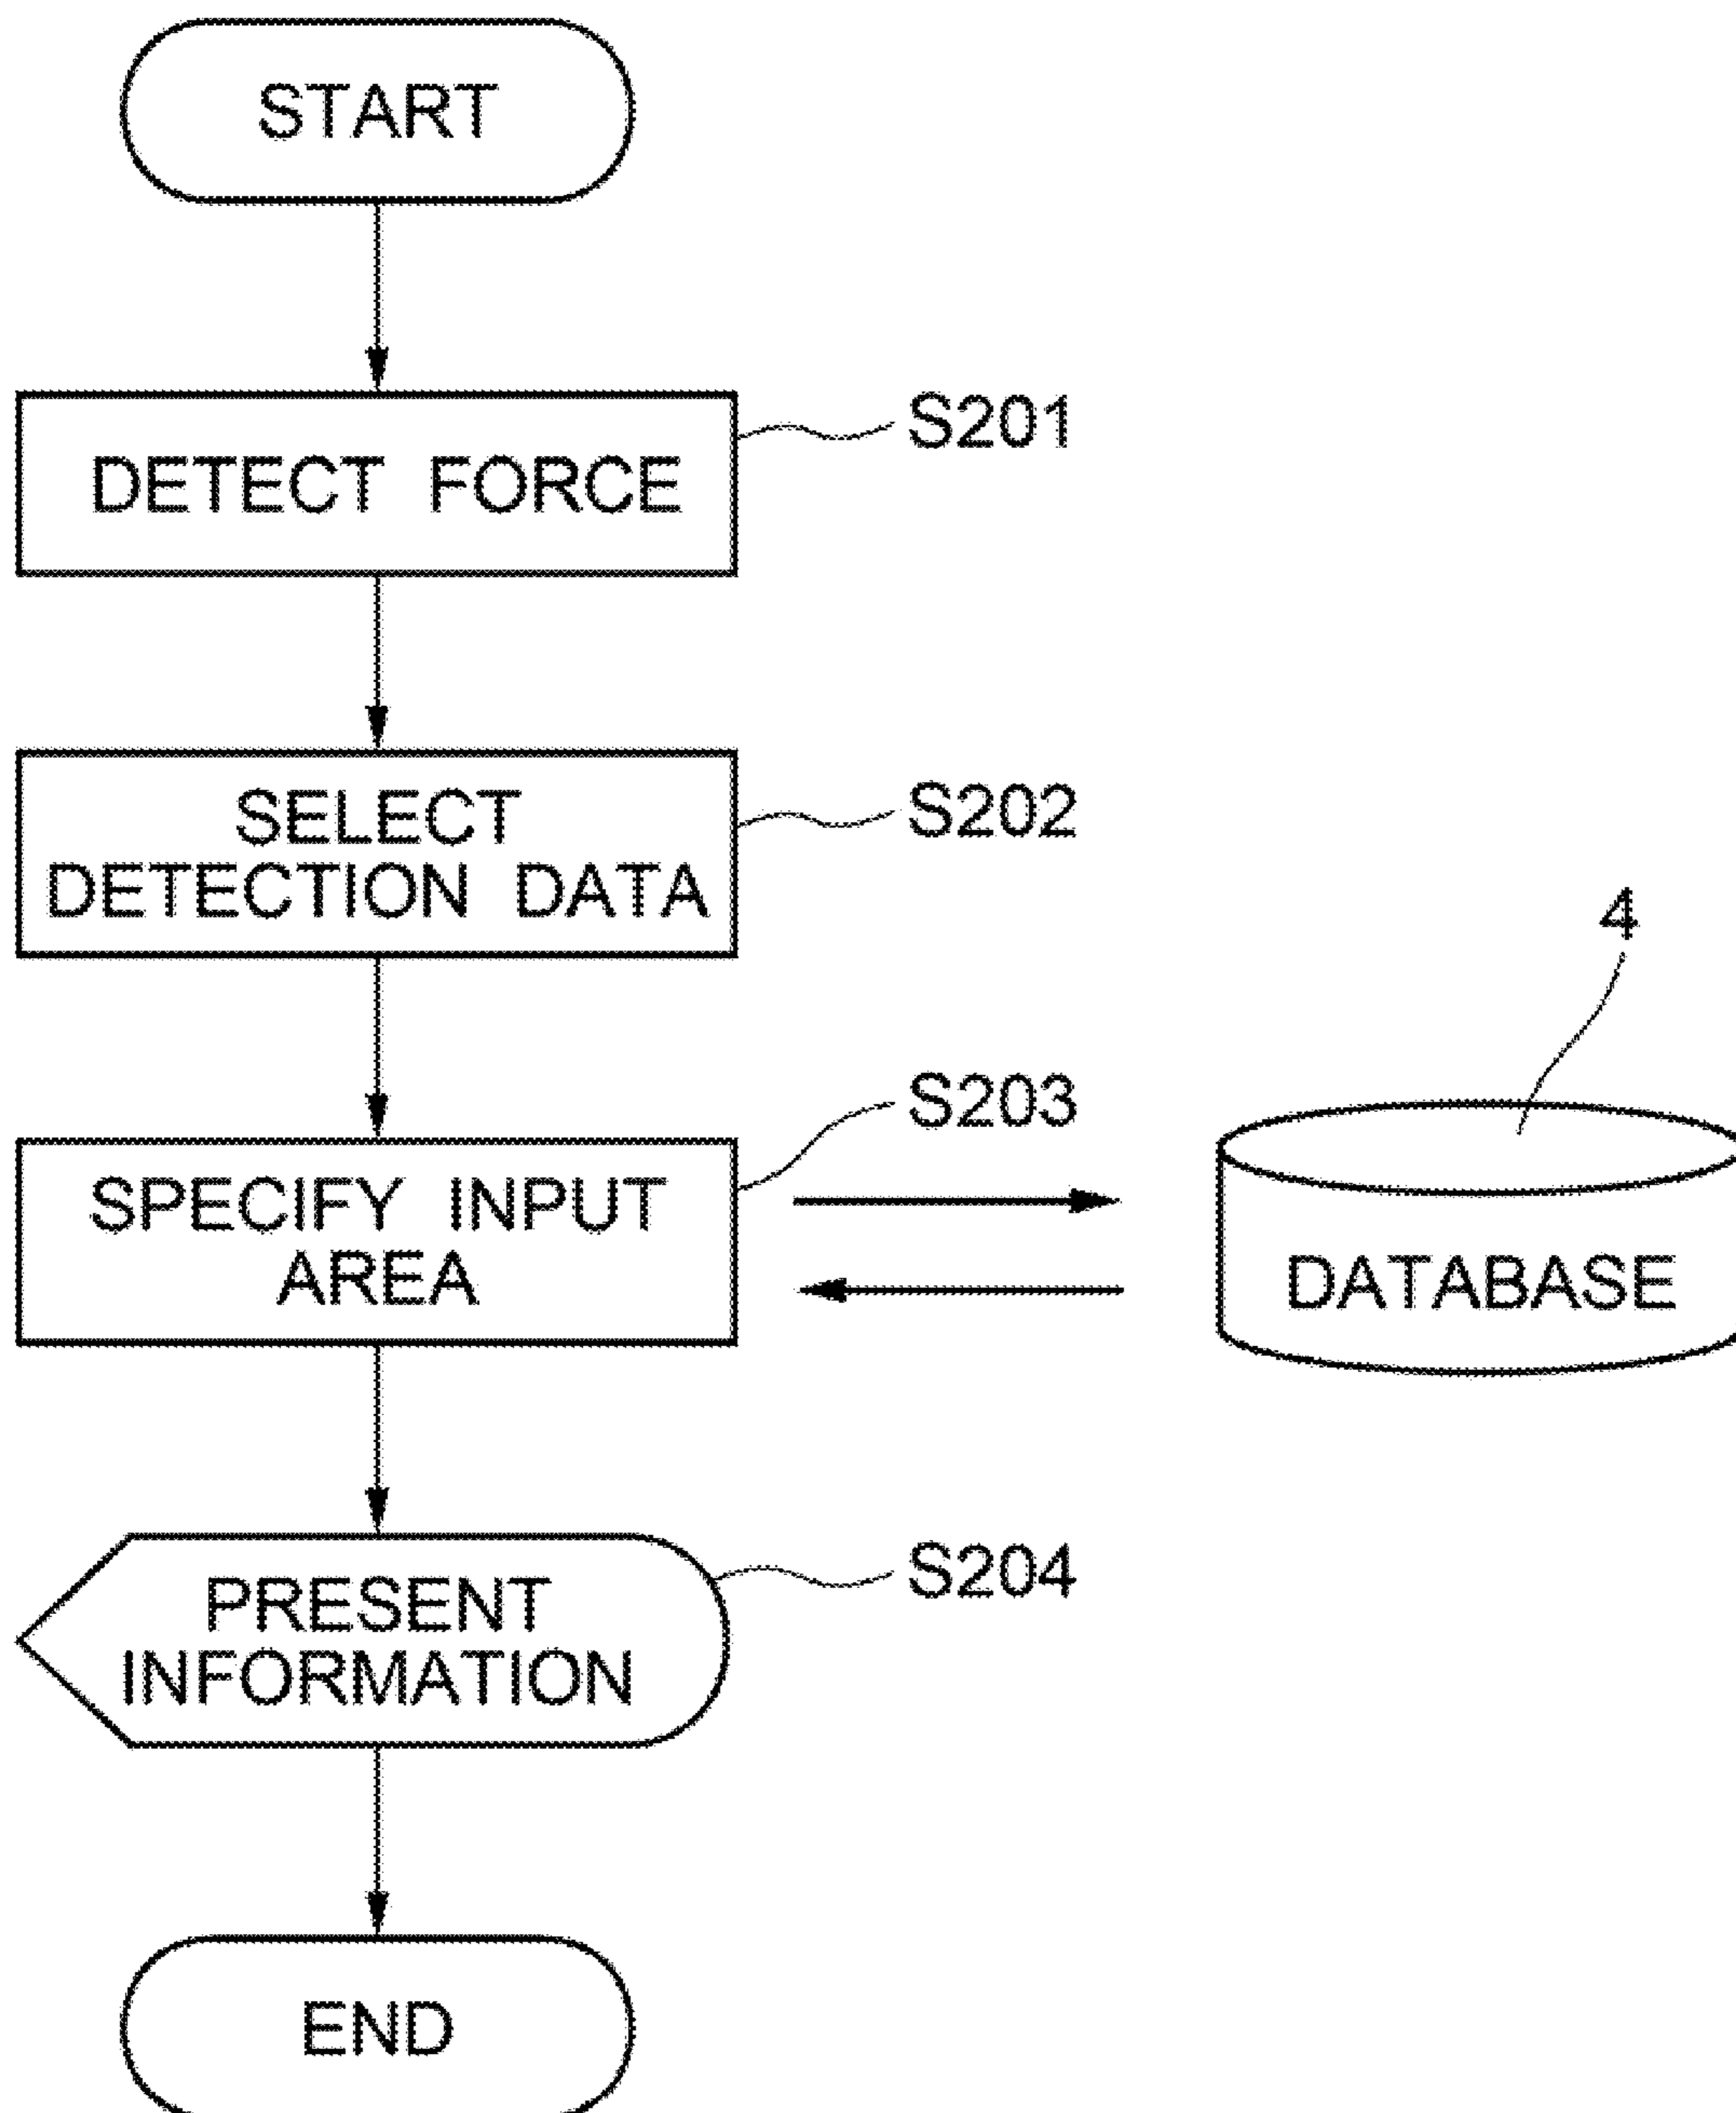 START
DETECT FORCE
S201
SELECT
DETECTION DATA
S202
4
SPECIFY INPUT
AREA
S203
DATABASE
PRESENT
INFORMATION
S204
END